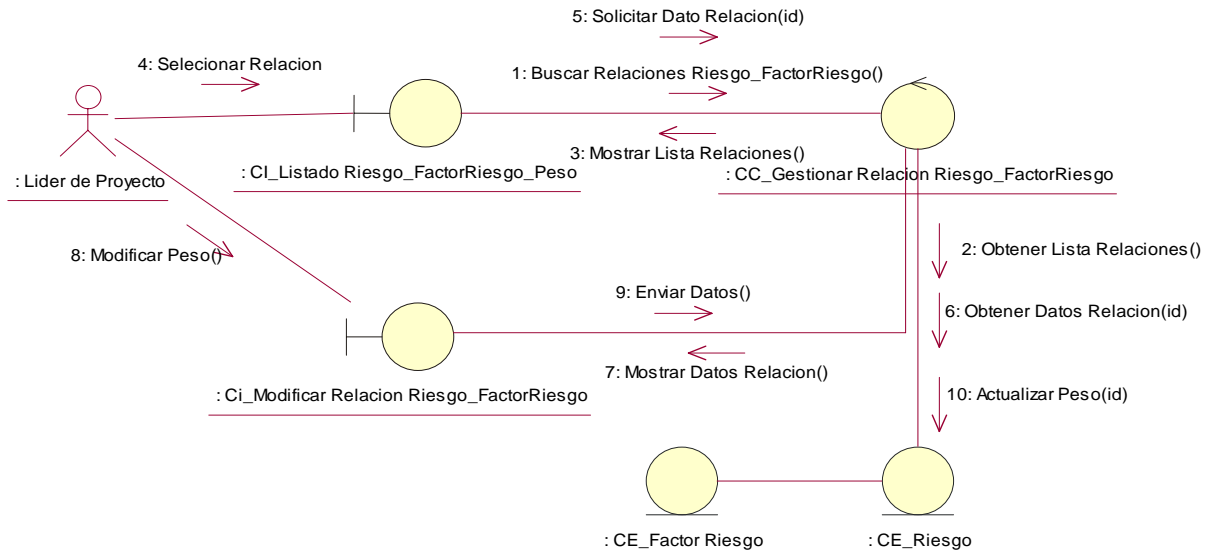 5: Solicitar Dato Relacion(id)
4: Selecionar Relacion
1: Buscar Relaciones Riesgo_FactorRiesgo()
3: Mostrar Lista Relaciones()
: Lider de Proyecto
: CI_Listado Riesgo_FactorRiesgo_Peso
: CC_Gestionar Relacion Riesgo_FactorRiesgo
8: Modificar Peso()
2: Obtener Lista Relaciones()
9: Enviar Datos()
6: Obtener Datos Relacion(id)
7: Mostrar Datos Relacion()
: Ci_Modificar Relacion Riesgo_FactorRiesgo
10: Actualizar Peso(id)
: CE_Factor Riesgo
: CE_Riesgo